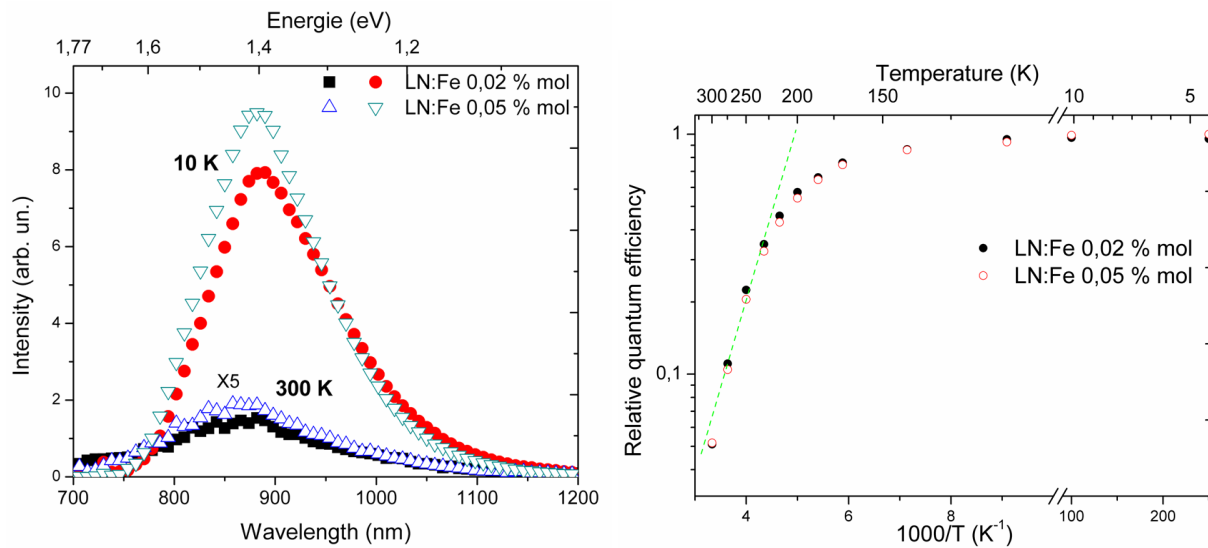 Energie (eV)
1,77 1,6 1,4 1,2
LN:Fe 0,02 % mol
LN:Fe 0,05 % mol
10 K
X5
300 K
Intensity (arb. un.)
10
8
6
4
2
0
700 800 900 1000 1100 1200
Wavelength (nm)
Temperature (K)
300 250 200 150 10 5
Relative quantum efficiency
1
0,1
LN:Fe 0,02 % mol
LN:Fe 0,05 % mol
4 6 8 100 200
1000/T (K⁻¹)